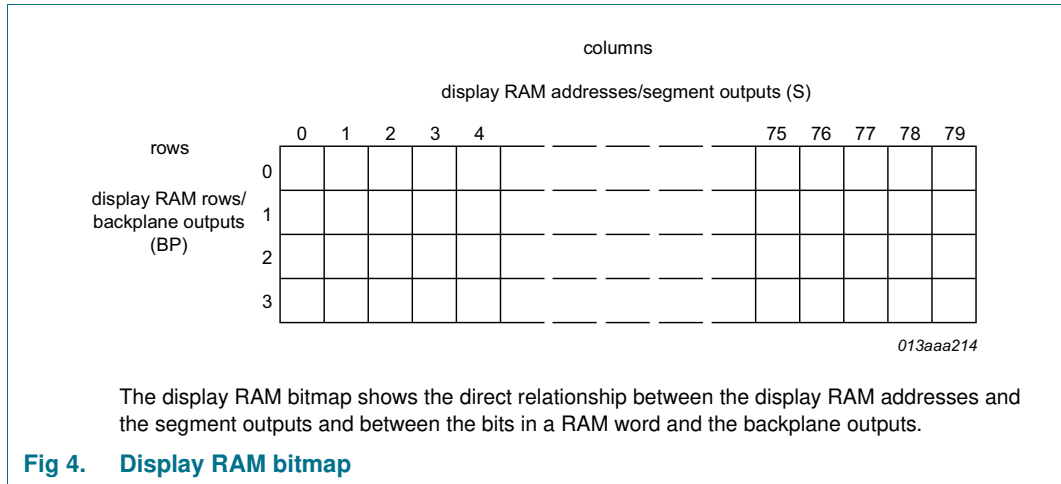 columns
display RAM addresses/segment outputs (S)
0 1 2 3 4 75 76 77 78 79
rows
0
display RAM rows/
1
backplane outputs
(BP)
2
3
013aaa214
The display RAM bitmap shows the direct relationship between the display RAM addresses and
the segment outputs and between the bits in a RAM word and the backplane outputs.
Fig 4. Display RAM bitmap